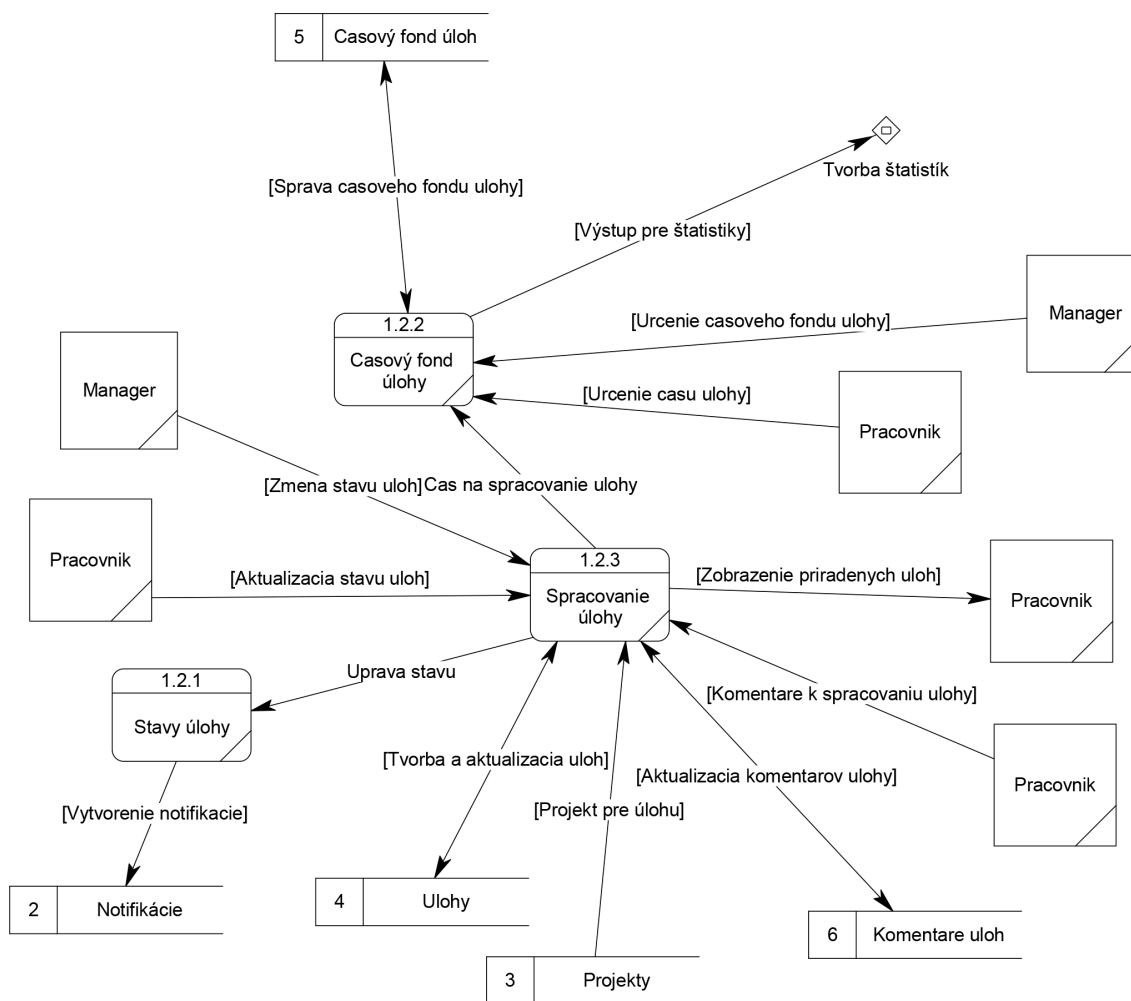 5 Casový fond úloh
[Sprava casoveho fondu ulohy]
Tvorba štatistík
[Výstup pre štatistiky]
1.2.2
Casový fond
úlohy
[Urcenie casoveho fondu ulohy]
Manager
Manager
[Urcenie casu ulohy]
Pracovnik
[Zmena stavu uloh]
Cas na spracovanie ulohy
Pracovnik
[Aktualizacia stavu uloh]
1.2.3
Spracovanie
úlohy
[Zobrazenie priradenych uloh]
Pracovnik
Uprava stavu
1.2.1
Stavy úlohy
[Komentare k spracovaniu ulohy]
Pracovnik
[Tvorba a aktualizacia uloh]
[Aktualizacia komentarov ulohy]
[Vytvorenie notifikacie]
[Projekt pre úlohu]
2 Notifikácie
4 Ulohy
6 Komentare uloh
3 Projekty